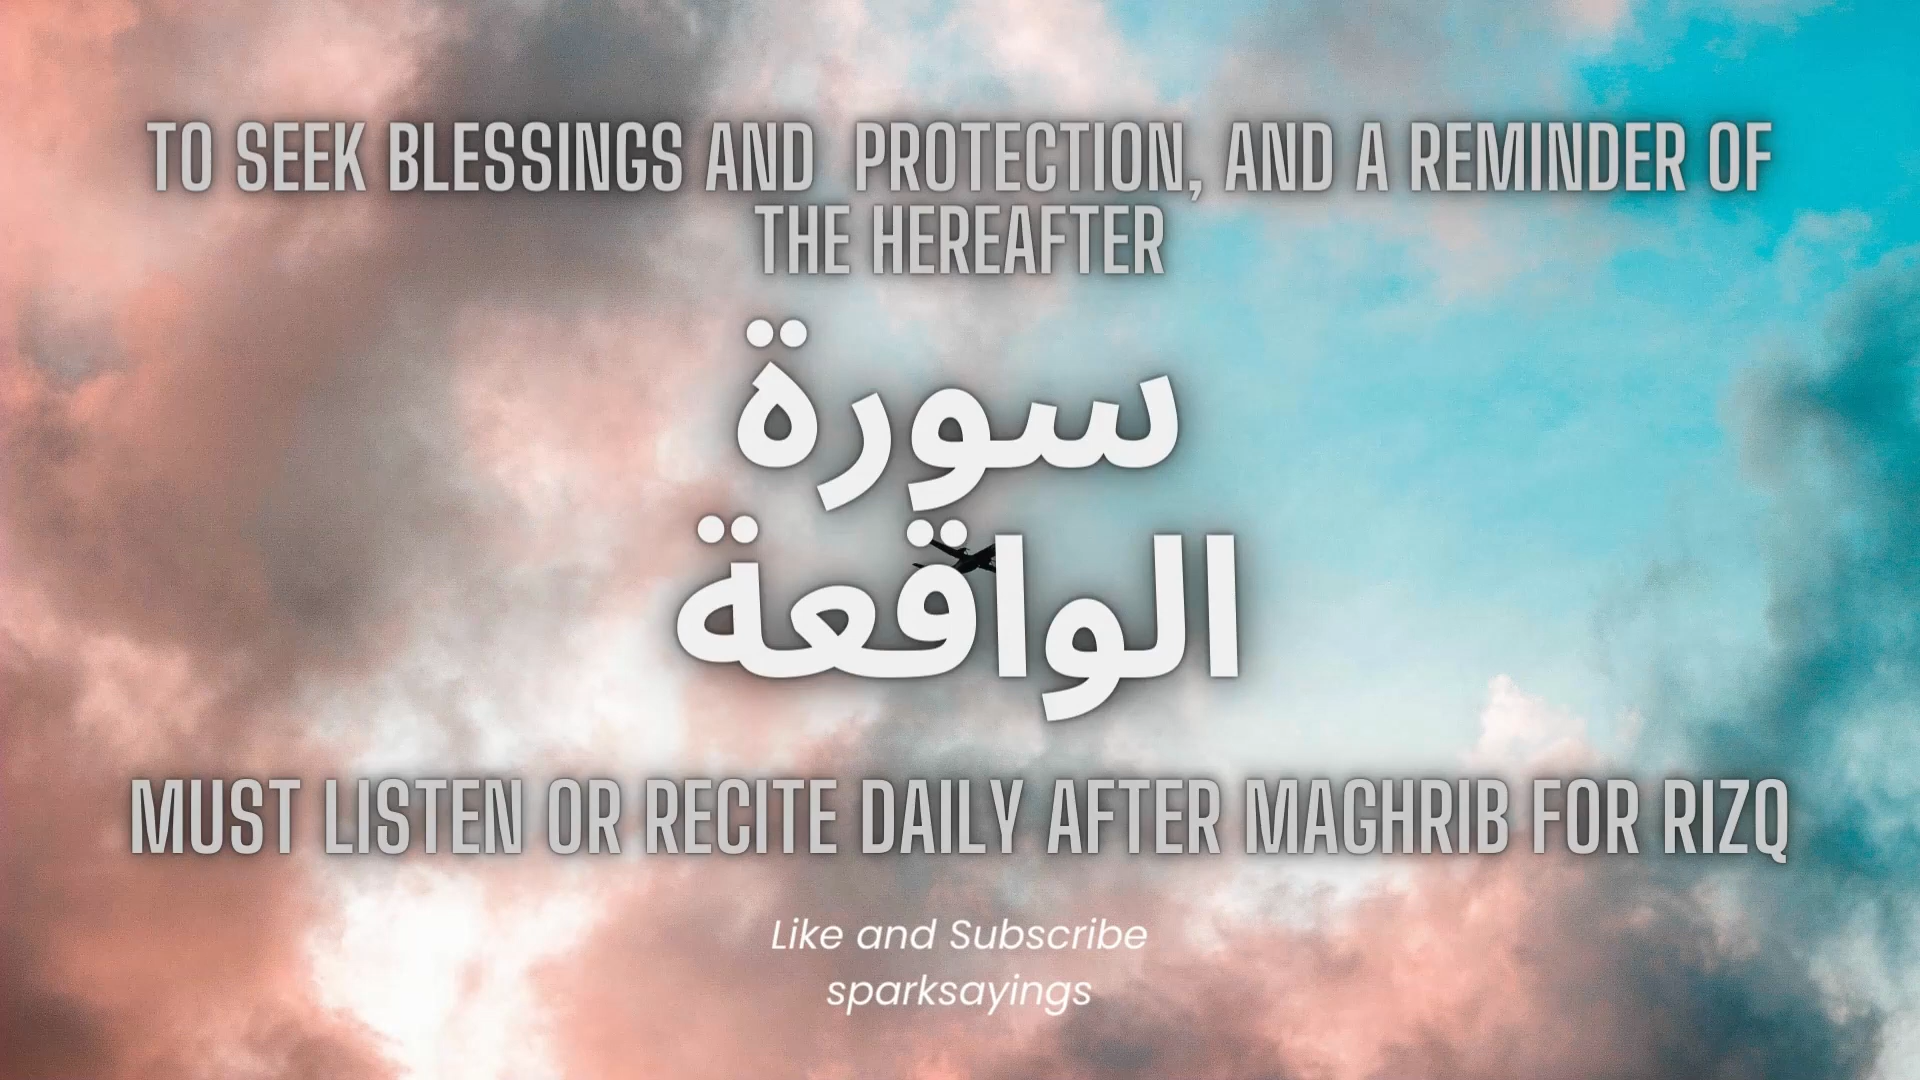 TO SEEK BLESSINGS AND PROTECTION, AND A REMINDER OF
THE HEREAFTER
سورة
الواقعة
MUST LISTEN OR RECITE DAILY AFTER MAGHRIB FOR RIZQ
Like and Subscribe
sparksayings